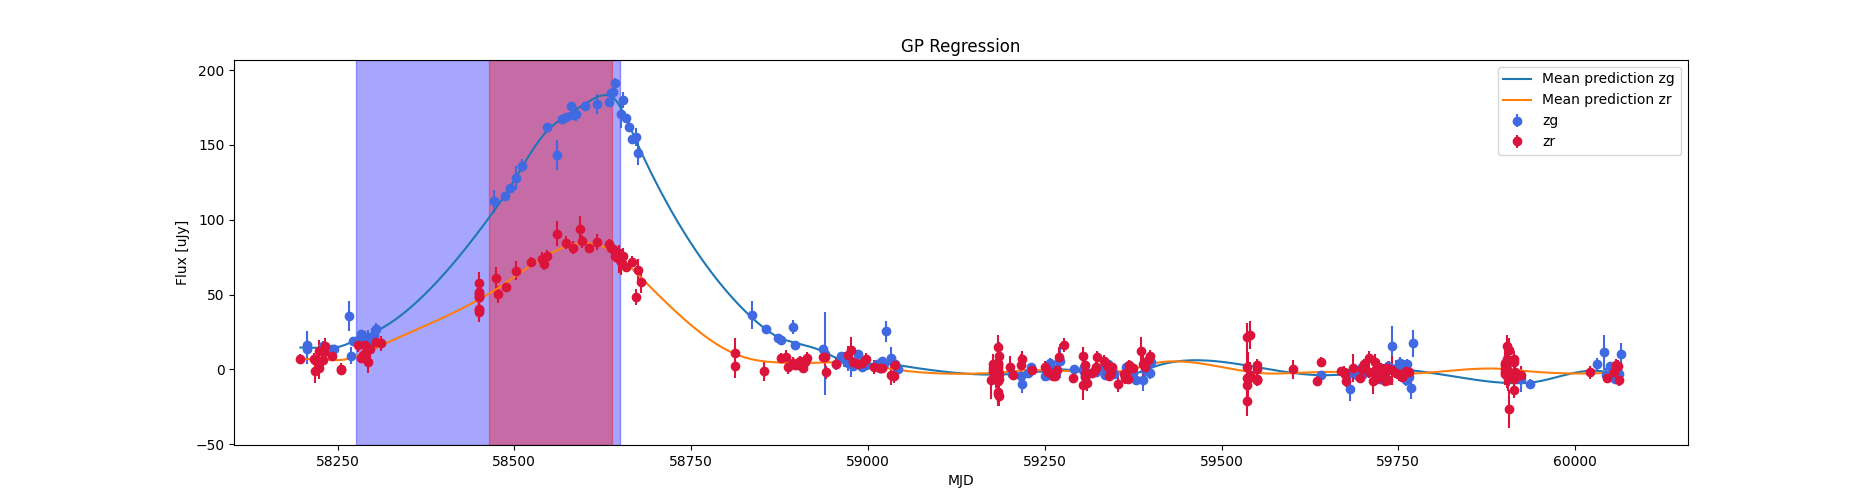 GP Regression
200
150
100
50
0
−50
Flux [uJy]
58250
58500
58750
59000
59250
59500
59750
60000
MJD
Mean prediction zg
Mean prediction zr
zg
zr